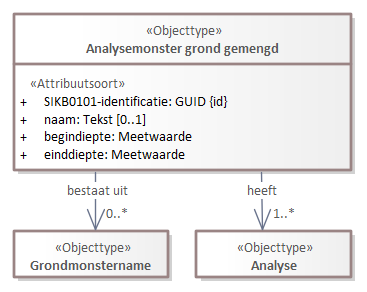 «Objecttype»
Analysemonster grond gemengd
«Attribuutsoort»
+ SIKB0101-identificatie: GUID {id}
+ naam: Tekst [0..1]
+ begindiepte: Meetwaarde
+ einddiepte: Meetwaarde
bestaat uit
heeft
0..*
1..*
«Objecttype»
Grondmonstername
«Objecttype»
Analyse